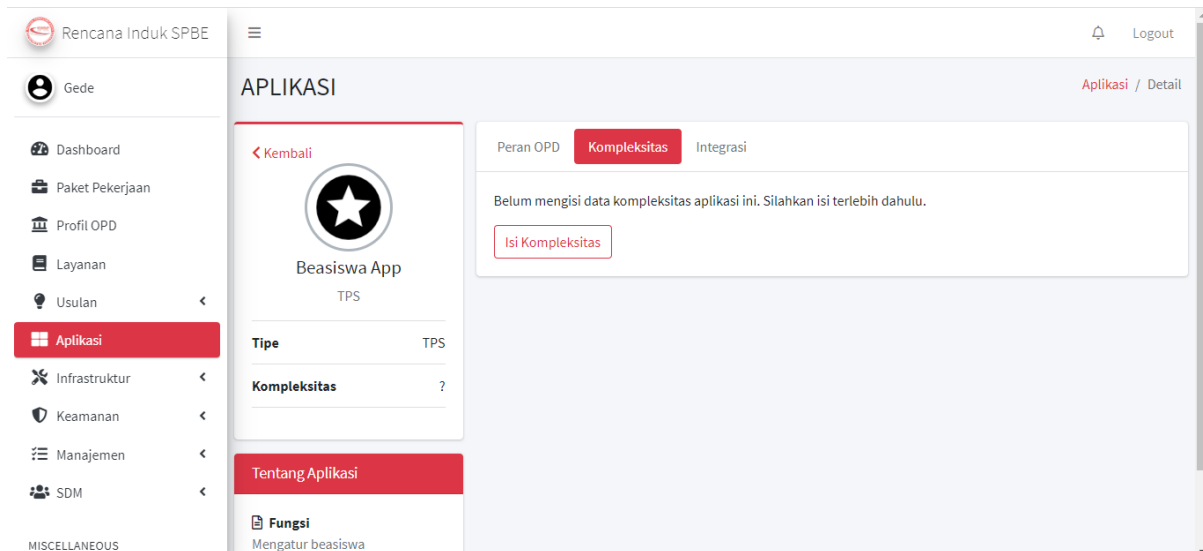 Rencana Induk SPBE
Logout
Gede
APLIKASI
Aplikasi / Detail
Dashboard
Paket Pekerjaan
Profil OPD
Layanan
Usulan
Aplikasi
Infrastruktur
Keamanan
Manajemen
SDM
MISCELLANEOUS
Kembali
Beasiswa App
TPS
Tipe TPS
Kompleksitas ?
Tentang Aplikasi
Fungsi
Mengatur beasiswa
Peran OPD Kompleksitas Integrasi
Belum mengisi data kompleksitas aplikasi ini. Silahkan isi terlebih dahulu.
Isi Kompleksitas